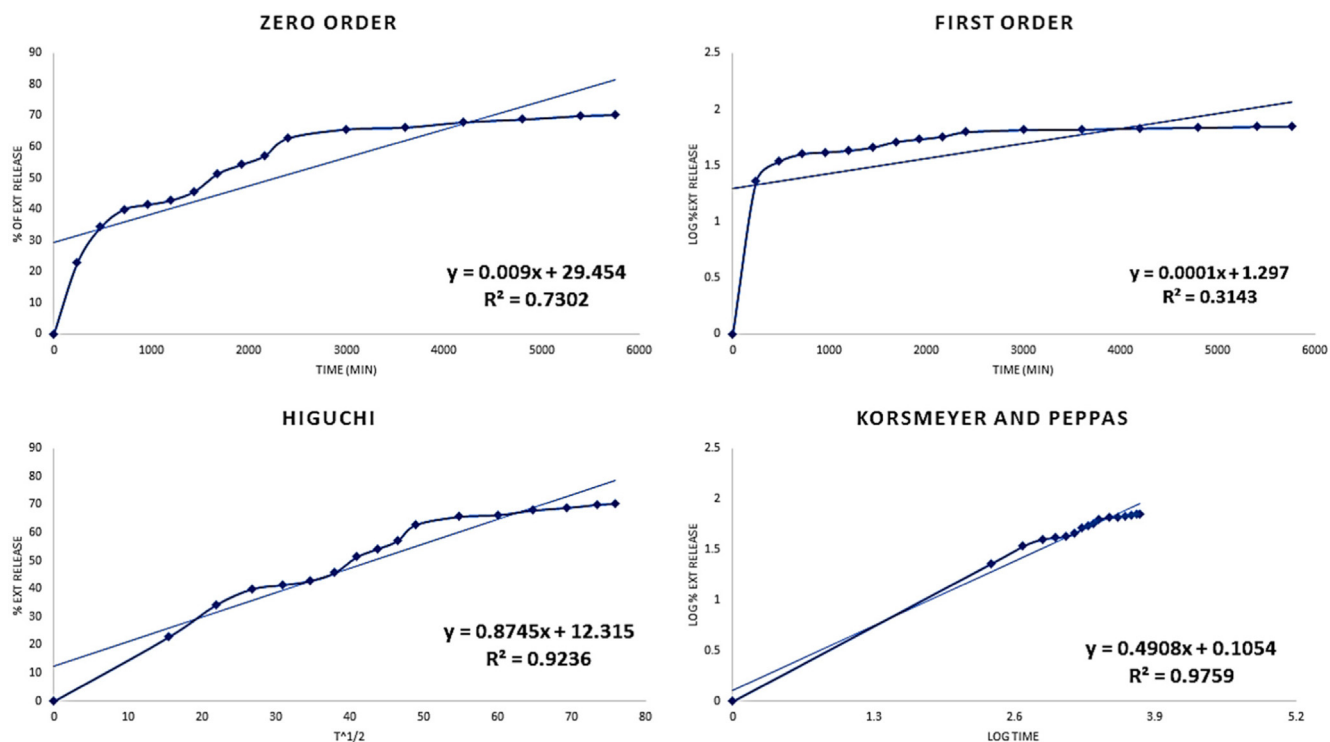 ZERO ORDER
% OF EXT RELEASE
90
80
70
60
50
40
30
20
10
0
y = 0.009x + 29.454
R² = 0.7302
0 1000 2000 3000 4000 5000 6000
TIME (MIN)
FIRST ORDER
LOG %EXT RELEASE
2.5
2
1.5
1
0.5
0
y = 0.0001x + 1.297
R² = 0.3143
0 1000 2000 3000 4000 5000 6000
TIME (MIN)
HIGUCHI
% EXT RELEASE
90
80
70
60
50
40
30
20
10
0
y = 0.8745x + 12.315
R² = 0.9236
0 10 20 30 40 50 60 70 80
T^1/2
KORSMEYER AND PEPPAS
LOG % EXT RELEASE
2.5
2
1.5
1
0.5
0
y = 0.4908x + 0.1054
R² = 0.9759
0 1.3 2.6 3.9 5.2
LOG TIME